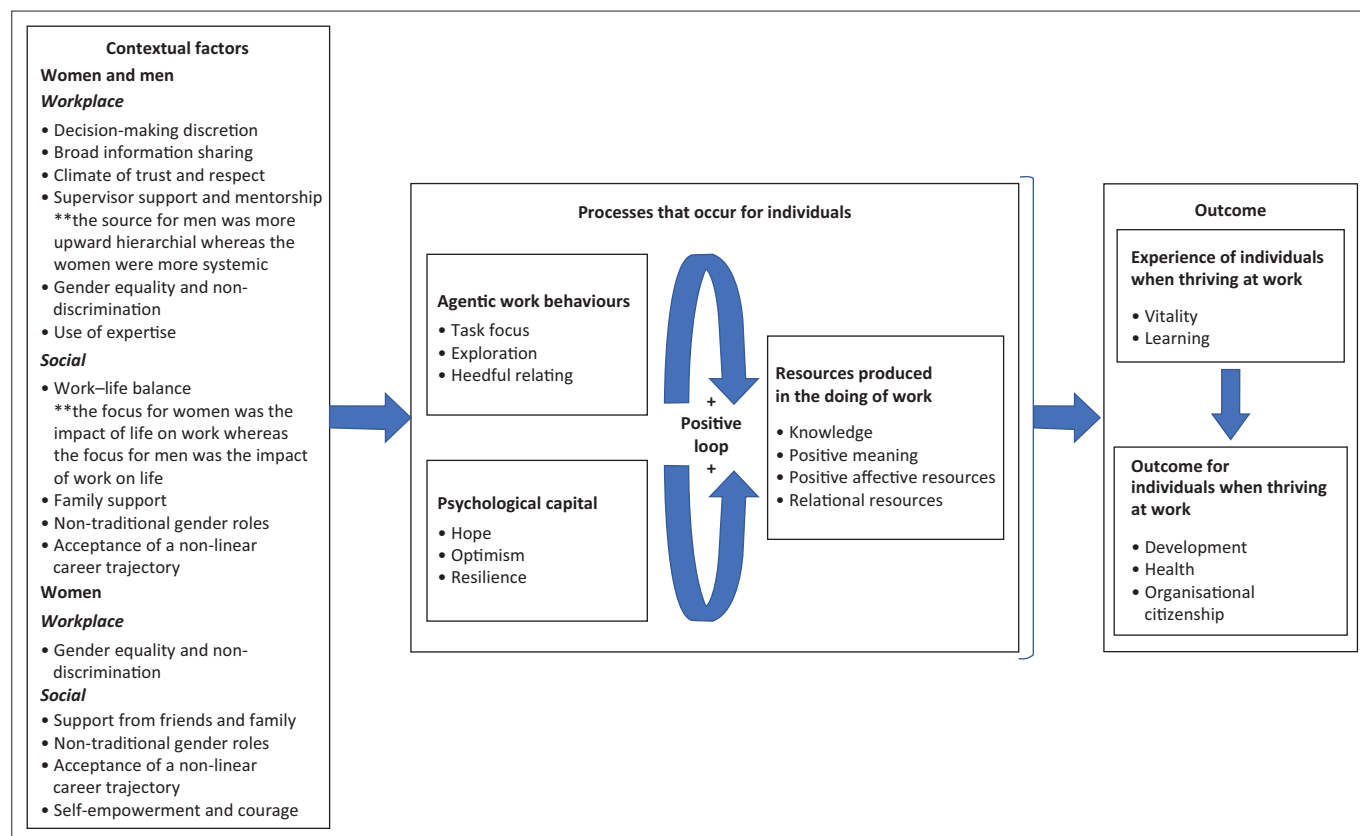 Contextual factors
Women and men
Workplace
• Decision-making discretion
• Broad information sharing
• Climate of trust and respect
• Supervisor support and mentorship
**the source for men was more
upward hierarchial whereas the
women were more systemic
• Gender equality and non-
discrimination
• Use of expertise
Social
• Work–life balance
**the focus for women was the
impact of life on work whereas
the focus for men was the impact
of work on life
• Family support
• Non-traditional gender roles
• Acceptance of a non-linear
career trajectory
Women
Workplace
• Gender equality and non-
discrimination
Social
• Support from friends and family
• Non-traditional gender roles
• Acceptance of a non-linear
career trajectory
• Self-empowerment and courage
Processes that occur for individuals
Agentic work behaviours
• Task focus
• Exploration
• Heedful relating
Psychological capital
• Hope
• Optimism
• Resilience
+
Positive
loop
+
Resources produced
in the doing of work
• Knowledge
• Positive meaning
• Positive affective resources
• Relational resources
Outcome
Experience of individuals
when thriving at work
• Vitality
• Learning
Outcome for
individuals when thriving
at work
• Development
• Health
• Organisational
citizenship